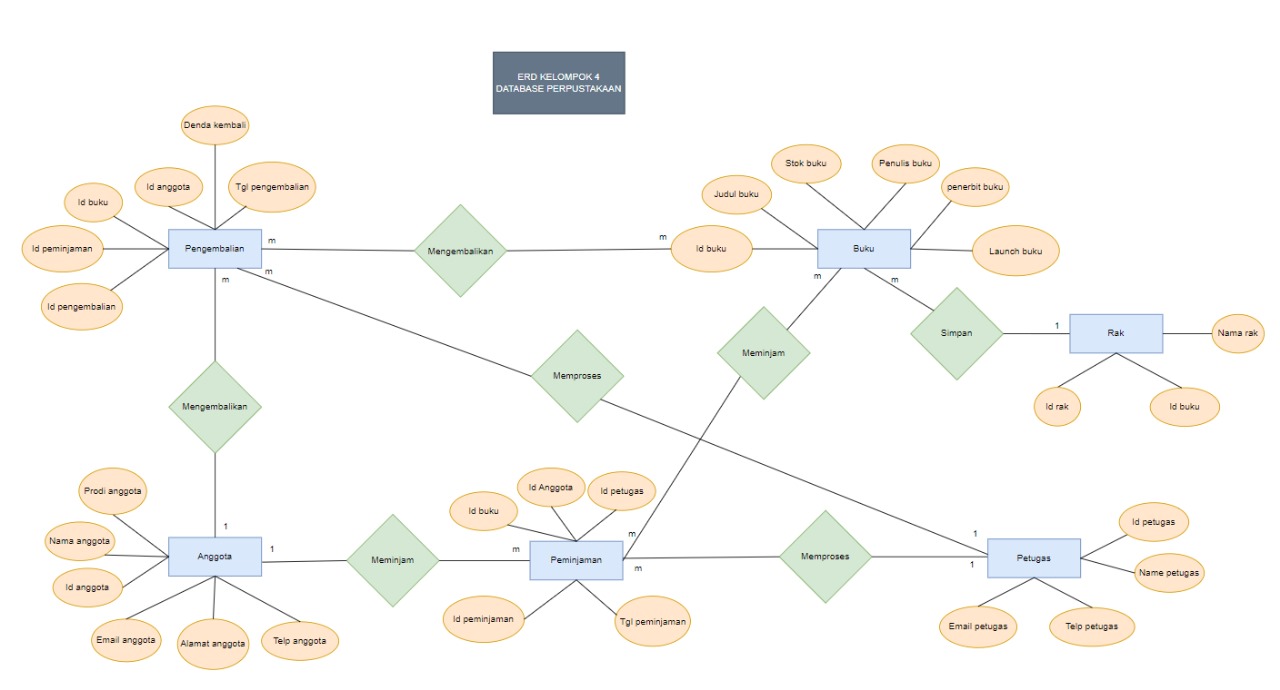 ERD KELOMPOK 4
DATABASE PERPUSTAKAAN
Denda kembali
Id anggota
Tgl pengembalian
Id buku
Id peminjaman
Id pengembalian
Pengembalian
m
m
m
Mengembalikan
m
Stok buku
Penulis buku
Judul buku
penerbit buku
Id buku
Buku
Launch buku
m
m
Meminjam
Simpan
1
Rak
Nama rak
Id rak
Id buku
Memproses
Mengembalikan
1
Prodi anggota
Nama anggota
Id anggota
Anggota
1
Email anggota
Alamat anggota
Telp anggota
Meminjam
m
Id buku
Id Anggota
Id petugas
Peminjaman
m
m
Id peminjaman
Tgl peminjaman
Memproses
1
1
Petugas
Id petugas
Name petugas
Email petugas
Telp petugas